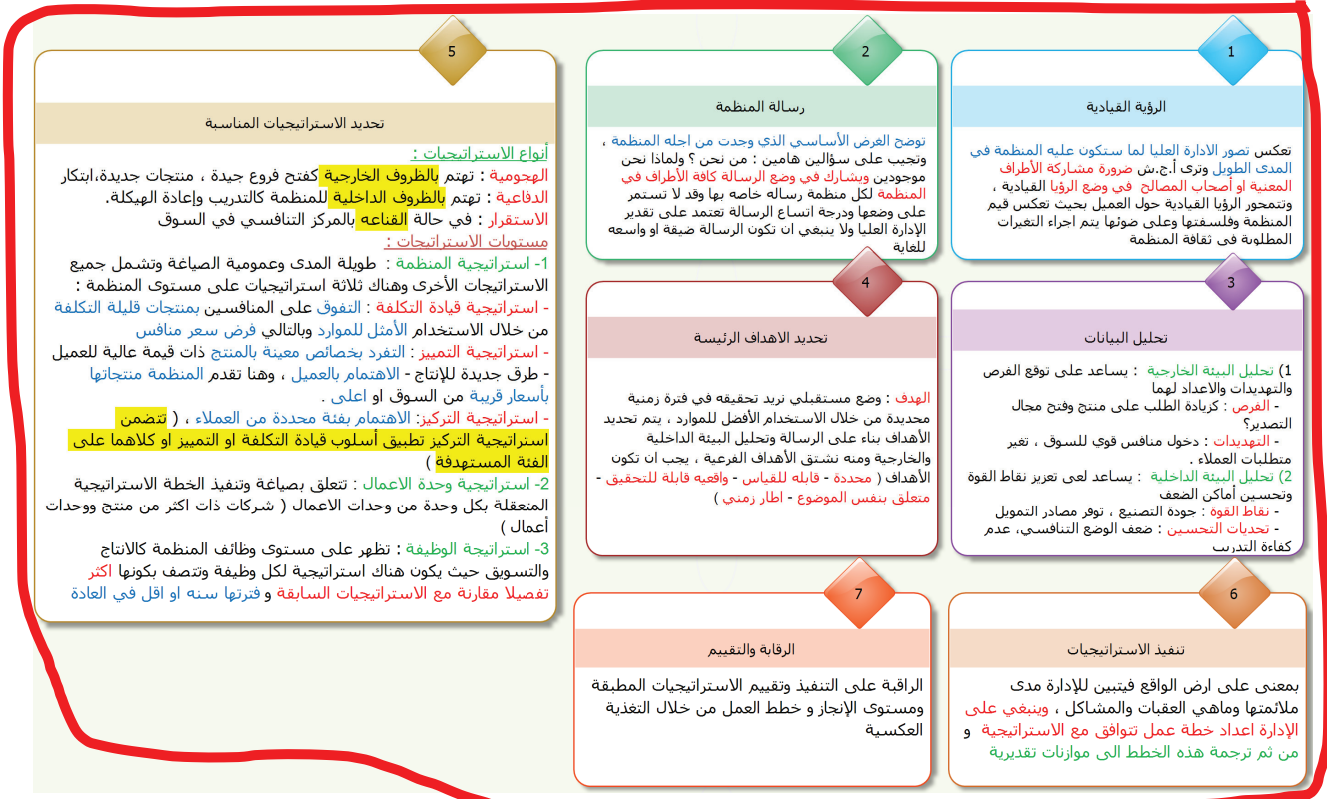 1
الرؤية القيادية
تعكس تصور الادارة العليا لما ستكون عليه المنظمة في
المدى الطويل وترى أ.ج.ش ضرورة مشاركة الأطراف
المعنية او أصحاب المصالح في وضع الرؤيا القيادية ،
وتتمحور الرؤيا القيادية حول العميل بحيث تعكس قيم
المنظمة وفلسفتها وعلى ضوئها يتم اجراء التغيرات
المطلوبة في ثقافة المنظمة
2
رسالة المنظمة
توضح الغرض الأساسي الذي وجدت من اجله المنظمة ،
وتجيب على سؤالين هامين : من نحن ؟ ولماذا نحن
موجودين ويشارك في وضع الرسالة كافة الأطراف في
المنظمة لكل منظمة رسالة خاصه بها وقد لا تستمر
على وضعها ودرجة اتساع الرسالة تعتمد على تقدير
الإدارة العليا ولا ينبغي ان تكون الرسالة ضيقة او واسعه
للغاية
3
تحليل البيانات
1) تحليل البيئة الخارجية : يساعد على توقع الفرص
والتهديدات والاعداد لهما
- الفرص : كزيادة الطلب على منتج وفتح مجال
التصدير؟
- التهديدات : دخول منافس قوي للسوق ، تغير
متطلبات العملاء .
2) تحليل البيئة الداخلية : يساعد لعى تعزيز نقاط القوة
وتحسين أماكن الضعف
- نقاط القوة : جودة التصنيع ، توفر مصادر التمويل
- تحديات التحسين : ضعف الوضع التنافسي، عدم
كفاءة التدريب
4
تحديد الاهداف الرئيسة
الهدف : وضع مستقبلي نريد تحقيقه في فترة زمنية
محديدة من خلال الاستخدام الأفضل للموارد ، يتم تحديد
الأهداف بناء على الرسالة وتحليل البيئة الداخلية
والخارجية ومنه نشتق الأهداف الفرعية ، يجب ان تكون
الأهداف ( محددة - قابله للقياس - واقعيه قابلة للتحقيق -
متعلق بنفس الموضوع - اطار زمني )
5
تحديد الاستراتيجيات المناسبة
أنواع الاستراتيجيات :
الهجومية : تهتم بالظروف الخارجية كفتح فروع جيدة ، منتجات جديدة،ابتكار
الدفاعية : تهتم بالظروف الداخلية للمنظمة كالتدريب وإعادة الهيكلة.
الاستقرار : في حالة القناعه بالمركز التنافسي في السوق
مستويات الاستراتيجات :
1- استراتيجية المنظمة : طويلة المدى وعمومية الصياغة وتشمل جميع
الاستراتيجات الأخرى وهناك ثلاثة استراتيجيات على مستوى المنظمة :
- استراتيجية قيادة التكلفة : التفوق على المنافسين بمنتجات قليلة التكلفة
من خلال الاستخدام الأمثل للموارد وبالتالي فرض سعر منافس
- استراتيجية التمييز : التفرد بخصائص معينة بالمنتج ذات قيمة عالية للعميل
- طرق جديدة للإنتاج - الاهتمام بالعميل ، وهنا تقدم المنظمة منتجاتها
بأسعار قريبة من السوق او اعلى .
- استراتيجية التركيز: الاهتمام بفئة محددة من العملاء ، ( تتضمن
استراتيجية التركيز تطبيق أسلوب قيادة التكلفة او التمييز او كلاهما على
الفئة المستهدفة )
2- استراتيجية وحدة الاعمال : تتعلق بصياغة وتنفيذ الخطة الاستراتيجية
المتعقلة بكل وحدة من وحدات الاعمال ( شركات ذات اكثر من منتج ووحدات
أعمال )
3- استراتيجة الوظيفة : تظهر على مستوى وظائف المنظمة كالانتاج
والتسويق حيث يكون هناك استراتيجية لكل وظيفة وتتصف بكونها اكثر
تفصيلا مقارنة مع الاستراتيجيات السابقة و فترتها سنه او اقل في العادة
6
تنفيذ الاستراتيجيات
بمعنى على ارض الواقع فيتبين للإدارة مدى
ملائمتها وماهي العقبات والمشاكل ، وينبغي على
الإدارة اعداد خطة عمل تتوافق مع الاستراتيجية و
من ثم ترجمة هذه الخطط الى موازنات تقديرية
7
الرقابة والتقييم
الراقبة على التنفيذ وتقييم الاستراتيجيات المطبقة
ومستوى الإنجاز و خطط العمل من خلال التغذية
العكسية